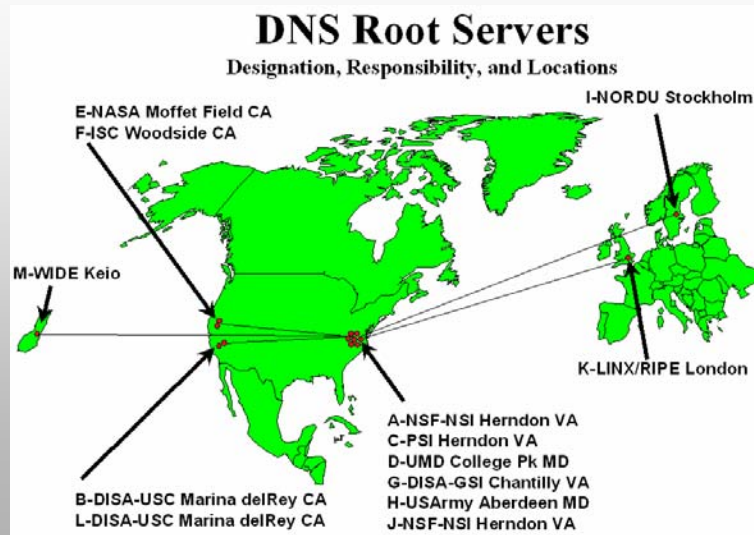 DNS Root Servers
Designation, Responsibility, and Locations
E-NASA Moffet Field CA
F-ISC Woodside CA
I-NORDU Stockholm
M-WIDE Keio
K-LINX/RIPE London
A-NSF-NSI Herndon VA
C-PSI Herndon VA
D-UMD College Pk MD
G-DISA-GSI Chantilly VA
H-USArmy Aberdeen MD
J-NSF-NSI Herndon VA
B-DISA-USC Marina delRey CA
L-DISA-USC Marina delRey CA